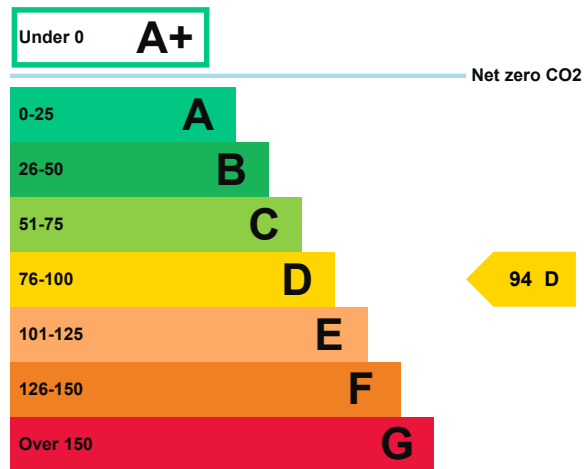 Under 0 A+
Net zero CO2
0-25 A
26-50 B
51-75 C
76-100 D
94 D
101-125 E
126-150 F
Over 150 G